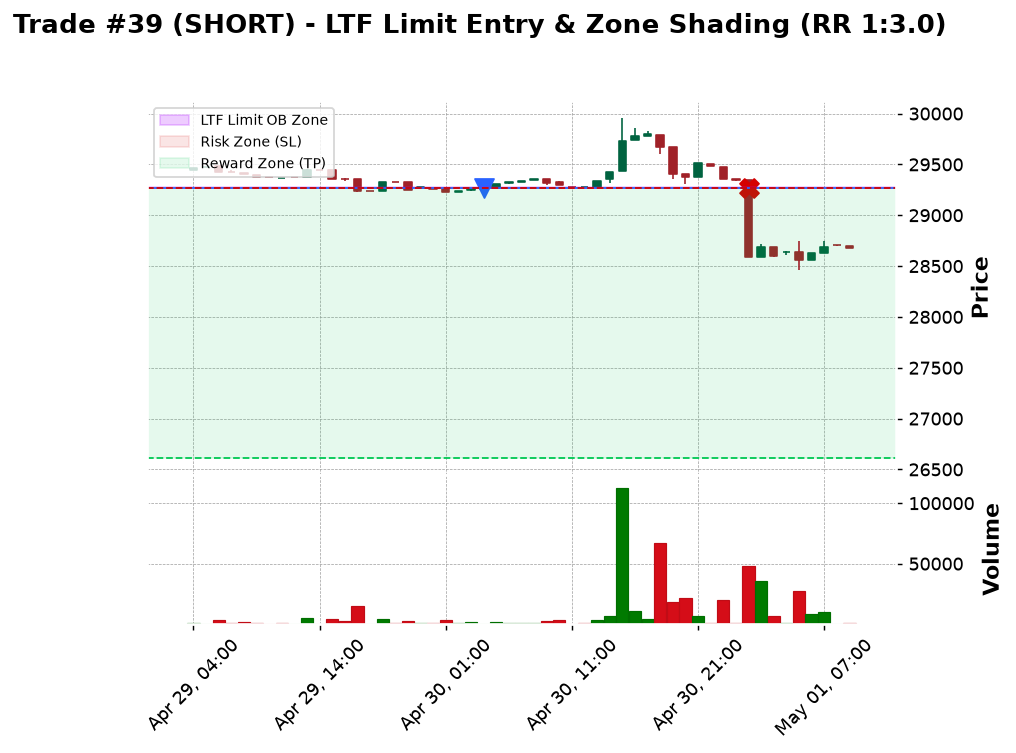 Trade #39 (SHORT) - LTF Limit Entry & Zone Shading (RR 1:3.0)
LTF Limit OB Zone
Risk Zone (SL)
Reward Zone (TP)
30000
29500
29000
28500
28000
27500
27000
26500
Price
100000
50000
Volume
Apr 29, 04:00
Apr 29, 14:00
Apr 30, 01:00
Apr 30, 11:00
Apr 30, 21:00
May 01, 07:00